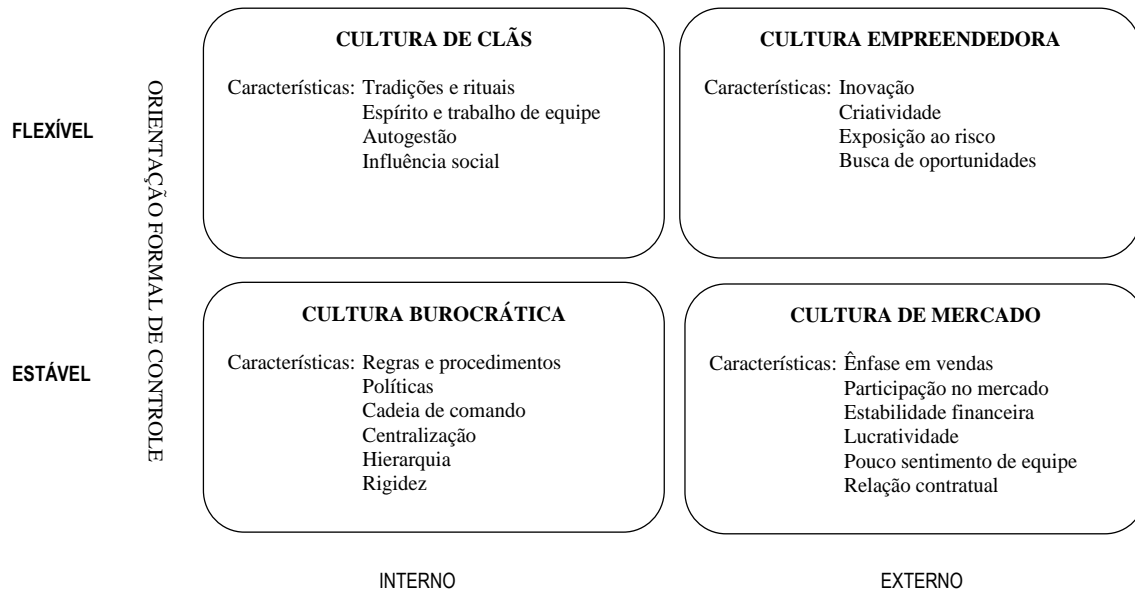 CULTURA DE CLÃS
Características: Tradições e rituais
Espírito e trabalho de equipe
Autogestão
Influência social
CULTURA EMPREENDEDORA
Características: Inovação
Criatividade
Exposição ao risco
Busca de oportunidades
FLEXÍVEL
ORIENTAÇÃO FORMAL DE CONTROLE
ESTÁVEL
CULTURA BUROCRÁTICA
Características: Regras e procedimentos
Políticas
Cadeia de comando
Centralização
Hierarquia
Rigidez
CULTURA DE MERCADO
Características: Ênfase em vendas
Participação no mercado
Estabilidade financeira
Lucratividade
Pouco sentimento de equipe
Relação contratual
INTERNO
EXTERNO